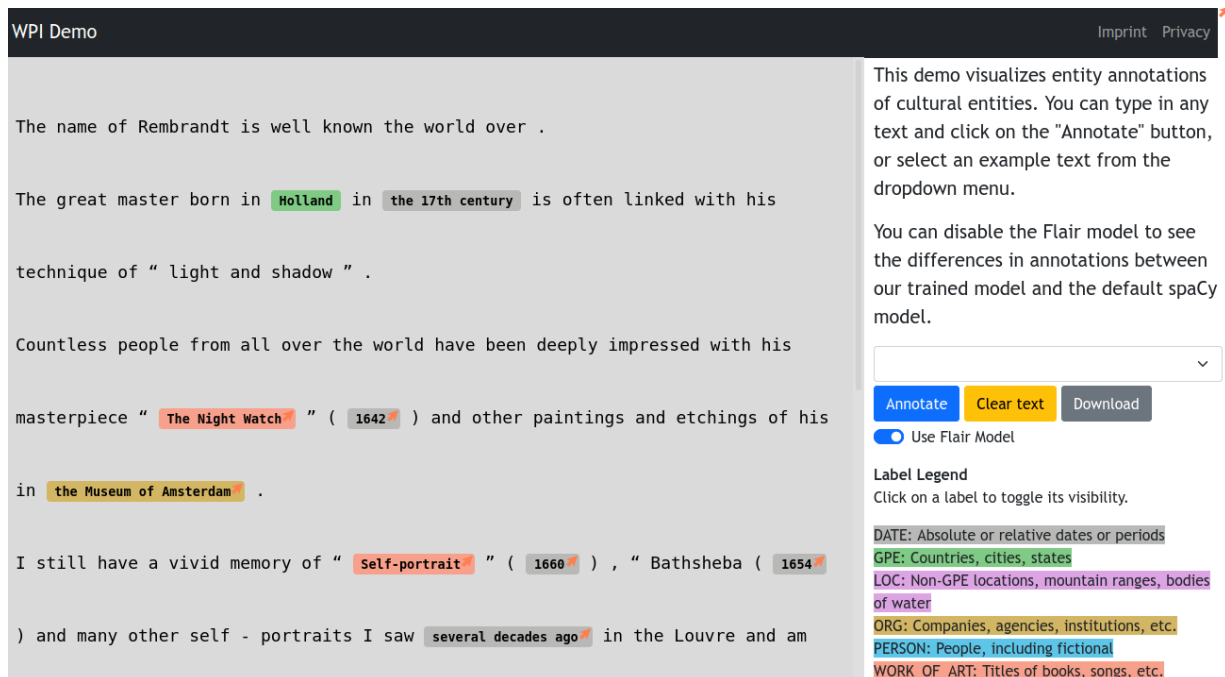 WPI Demo
Imprint Privacy
The name of Rembrandt is well known the world over .
The great master born in Holland in the 17th century is often linked with his
technique of “ light and shadow ” .
Countless people from all over the world have been deeply impressed with his
masterpiece “ The Night Watch ” ( 1642 ) and other paintings and etchings of his
in the Museum of Amsterdam .
I still have a vivid memory of “ Self-portrait ” ( 1660 ) , “ Bathsheba ( 1654
) and many other self - portraits I saw several decades ago in the Louvre and am
This demo visualizes entity annotations
of cultural entities. You can type in any
text and click on the "Annotate" button,
or select an example text from the
dropdown menu.
You can disable the Flair model to see
the differences in annotations between
our trained model and the default spaCy
model.
Annotate Clear text Download
Use Flair Model
Label Legend
Click on a label to toggle its visibility.
DATE: Absolute or relative dates or periods
GPE: Countries, cities, states
LOC: Non-GPE locations, mountain ranges, bodies
of water
ORG: Companies, agencies, institutions, etc.
PERSON: People, including fictional
WORK_OF_ART: Titles of books, songs, etc.